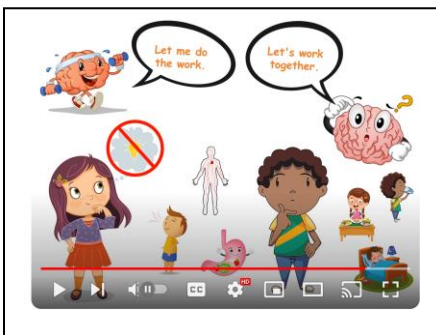 Let me do
the work.
Let's work
together.
?
CC
HD